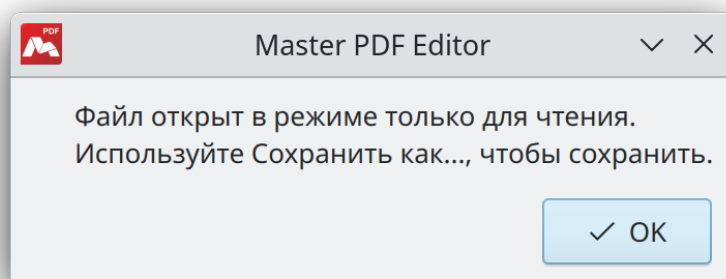 PDF
Master PDF Editor
Файл открыт в режиме только для чтения.
Используйте Сохранить как..., чтобы сохранить.
OK